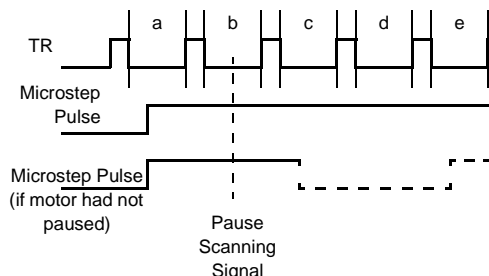 a b c d e
TR
Microstep
Pulse
Microstep Pulse
(if motor had not
paused)
Pause
Scanning
Signal